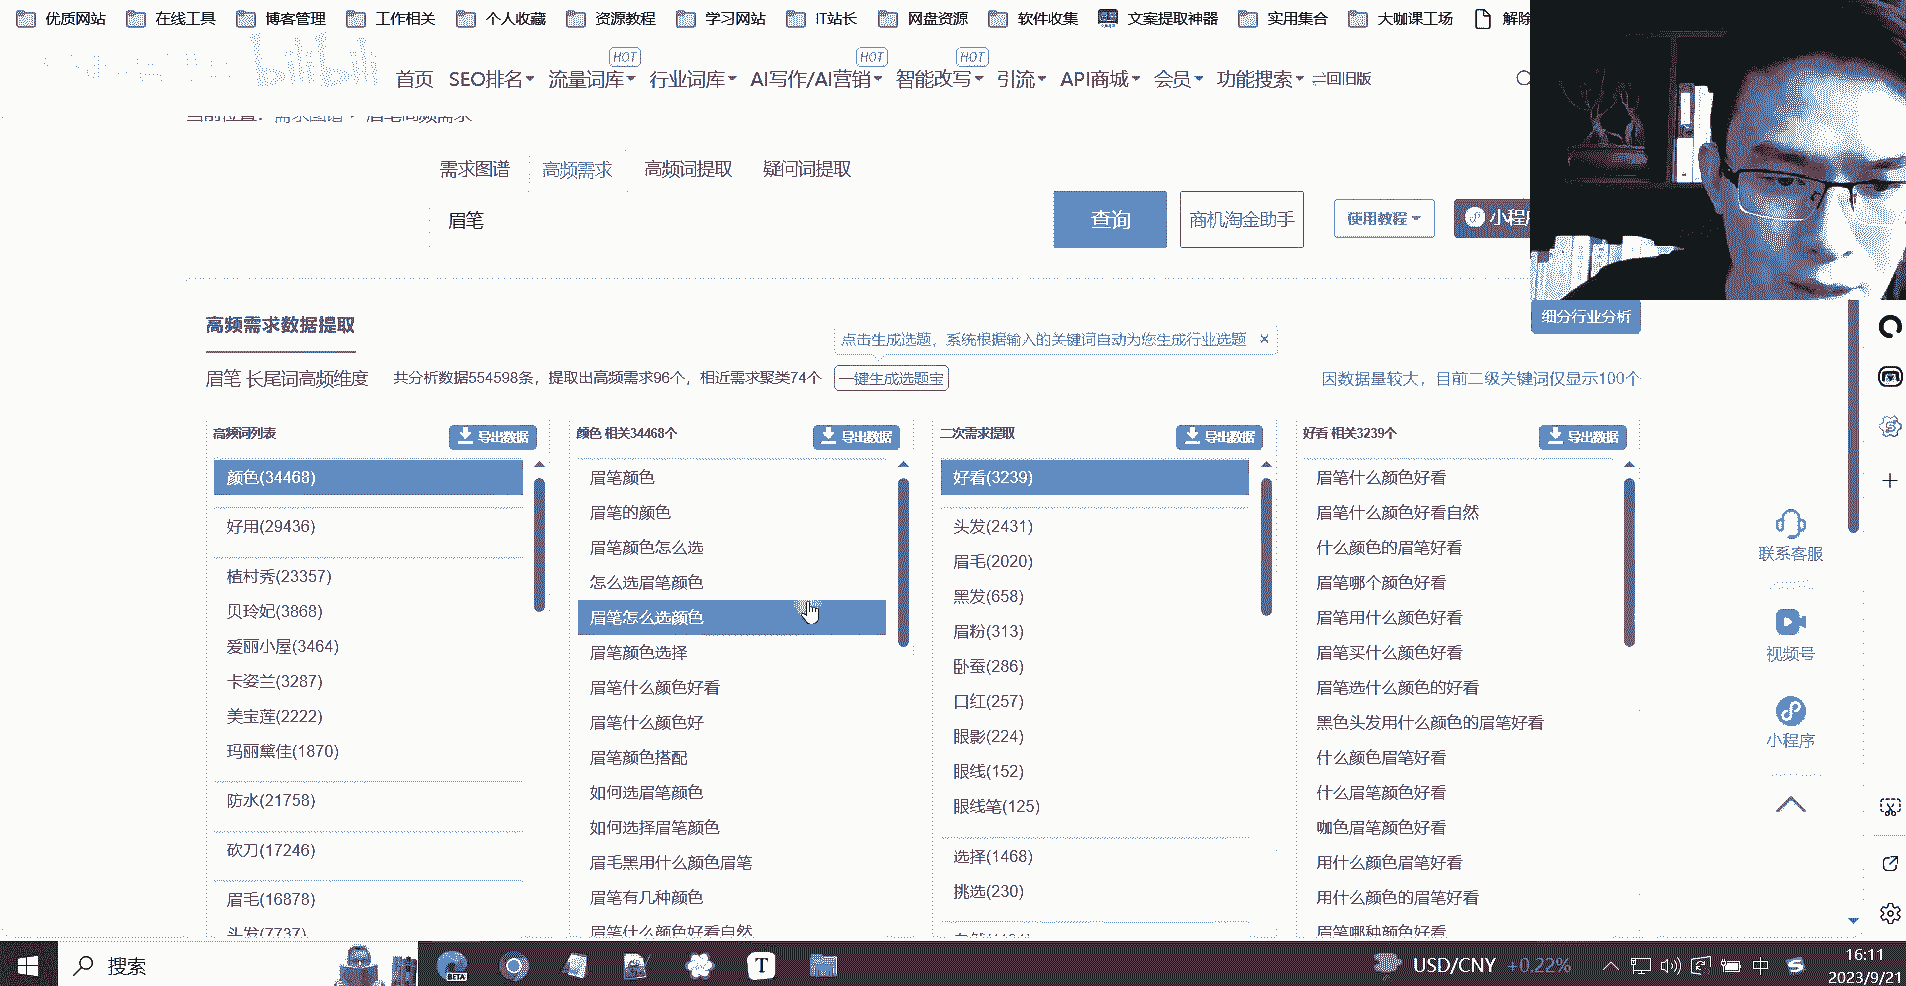 优质网站 在线工具 博客管理 工作相关 个人收藏 资源教程 学习网站 IT站长 网盘资源 软件收集 文案提取神器 实用集合 大咖课工场 解除
bilibili
HOT HOT HOT
首页 SEO排名 流量词库 行业词库 AI写作/AI营销 智能改写 引流 API商城 会员 功能搜索 回旧版
当前位置: 需求图谱 > 眉笔高频需求
需求图谱 高频需求 高频词提取 疑问词提取
眉笔 查询 商机淘金助手 使用教程 小程
细分行业分析
高频需求数据提取
点击生成选题，系统根据输入的关键词自动为您生成行业选题 ×
眉笔 长尾词高频维度 共分析数据554598条，提取出高频需求96个，相近需求聚类74个 一键生成选题宝 因数据量较大，目前二级关键词仅显示100个
高频词列表 导出数据
颜色(34468)
好用(29436)
植村秀(23357)
贝玲妃(3868)
爱丽小屋(3464)
卡姿兰(3287)
美宝莲(2222)
玛丽黛佳(1870)
防水(21758)
砍刀(17246)
眉毛(16878)
头发(7737)
颜色 相关34468个 导出数据
眉笔颜色
眉笔的颜色
眉笔颜色怎么选
怎么选眉笔颜色
眉笔怎么选颜色
眉笔颜色选择
眉笔什么颜色好看
眉笔什么颜色好
眉笔颜色搭配
如何选眉笔颜色
如何选择眉笔颜色
眉毛黑用什么颜色眉笔
眉笔有几种颜色
眉笔什么颜色好看自然
二次需求提取 导出数据
好看(3239)
头发(2431)
眉毛(2020)
黑发(658)
眉粉(313)
卧蚕(286)
口红(257)
眼影(224)
眼线(152)
眼线笔(125)
选择(1468)
挑选(230)
好看 相关3239个 导出数据
眉笔什么颜色好看
眉笔什么颜色好看自然
什么颜色的眉笔好看
眉笔哪个颜色好看
眉笔用什么颜色好看
眉笔买什么颜色好看
眉笔选什么颜色的好看
黑色头发用什么颜色的眉笔好看
什么颜色眉笔好看
什么眉笔颜色好看
咖色眉笔颜色好看
用什么颜色眉笔好看
用什么颜色的眉笔好看
眉笔哪种颜色好看
联系客服
视频号
小程序
搜索 BETA T USD/CNY +0.22% 中 16:11
2023/9/21